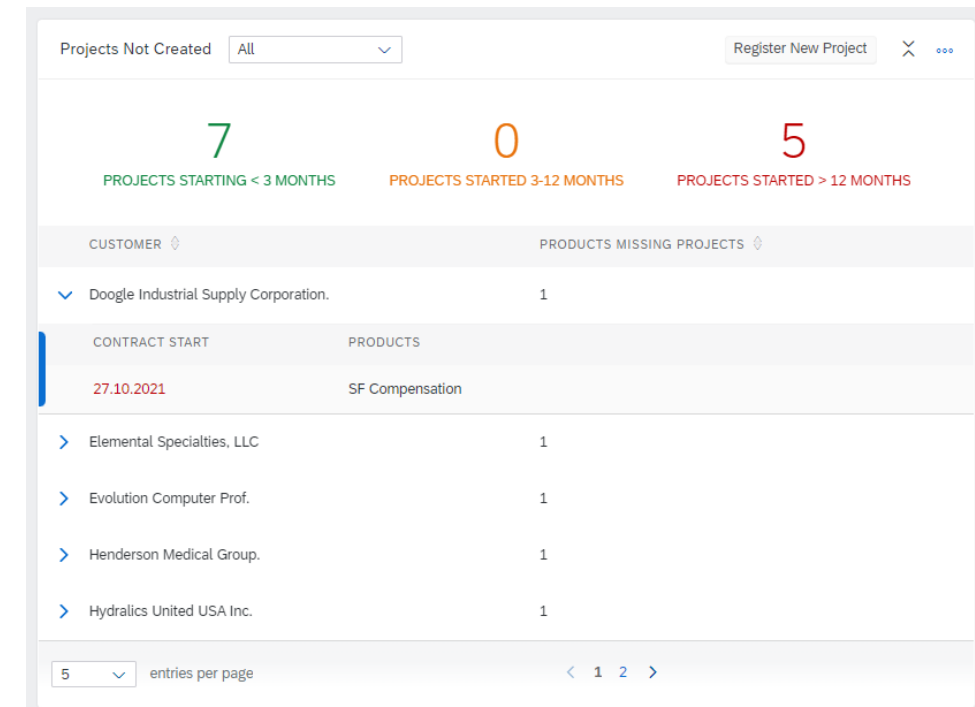 Projects Not Created All Register New Project
7 0 5
PROJECTS STARTING < 3 MONTHS PROJECTS STARTED 3-12 MONTHS PROJECTS STARTED > 12 MONTHS
CUSTOMER PRODUCTS MISSING PROJECTS
Doogle Industrial Supply Corporation. 1
CONTRACT START PRODUCTS
27.10.2021 SF Compensation
Elemental Specialties, LLC 1
Evolution Computer Prof. 1
Henderson Medical Group. 1
Hydralics United USA Inc. 1
5 entries per page 1 2